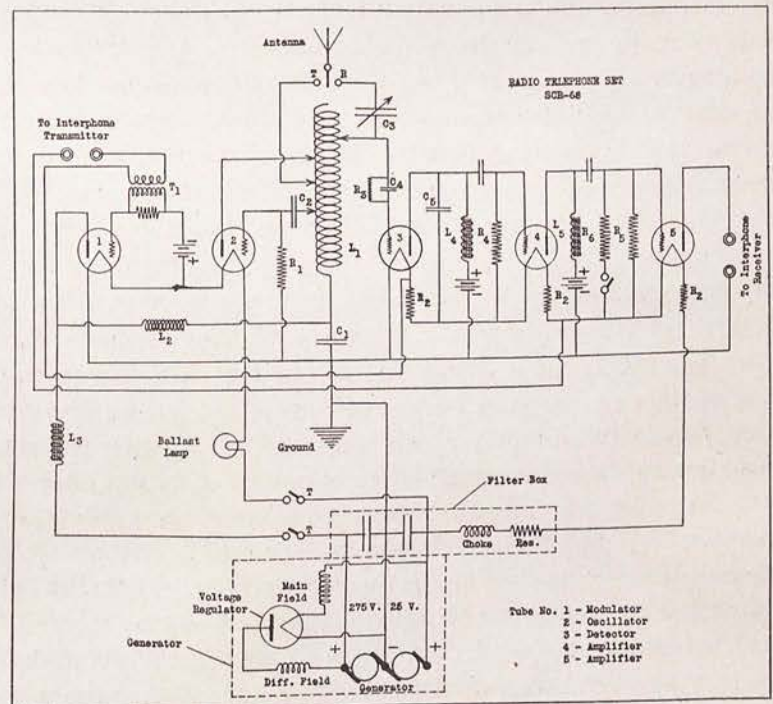 Antenna
T
R
RADIO TELEPHONE SET
SCR-68
C3
To Interphone
Transmitter
T1
C2
R3
C4
C5
L4
R4
L5
R6
R5
To Interphone
Receiver
1
2
3
4
5
R1
L1
R2
R2
R2
L2
C1
L3
Ballast
Lamp
Ground
T
Filter Box
Choke
Res.
Main
Field
Voltage
Regulator
275 V.
25 V.
Generator
Diff. Field
Generator
Tube No. 1 - Modulator
2 - Oscillator
3 - Detector
4 - Amplifier
5 - Amplifier